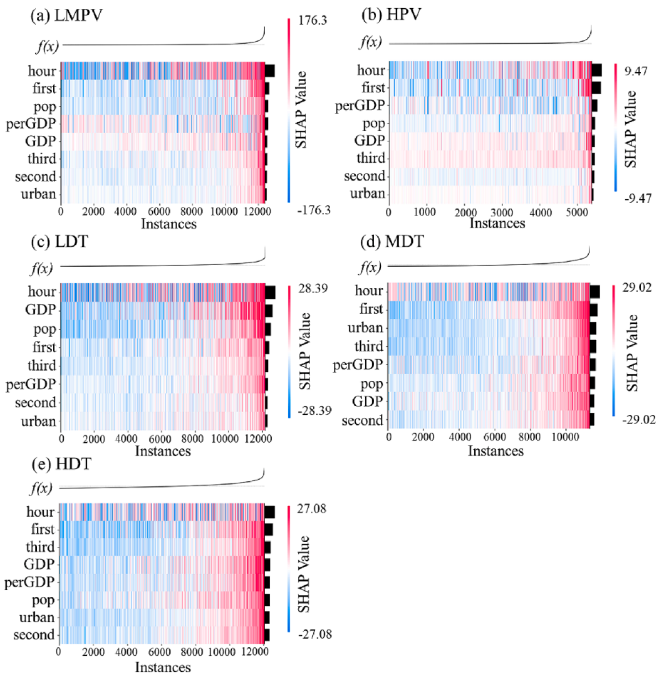 (a) LMPV
f(x)
hour
first
pop
perGDP
GDP
third
second
urban
0 2000 4000 6000 8000 10000 12000
Instances
176.3
SHAP Value
-176.3
(b) HPV
f(x)
hour
first
perGDP
pop
GDP
third
second
urban
0 1000 2000 3000 4000 5000
Instances
9.47
SHAP Value
-9.47
(c) LDT
f(x)
hour
GDP
pop
first
third
perGDP
second
urban
0 2000 4000 6000 8000 10000 12000
Instances
28.39
SHAP Value
-28.39
(d) MDT
f(x)
hour
first
urban
third
perGDP
pop
GDP
second
0 2000 4000 6000 8000 10000
Instances
29.02
SHAP Value
-29.02
(e) HDT
f(x)
hour
first
third
GDP
perGDP
pop
urban
second
0 2000 4000 6000 8000 10000 12000
Instances
27.08
SHAP Value
-27.08